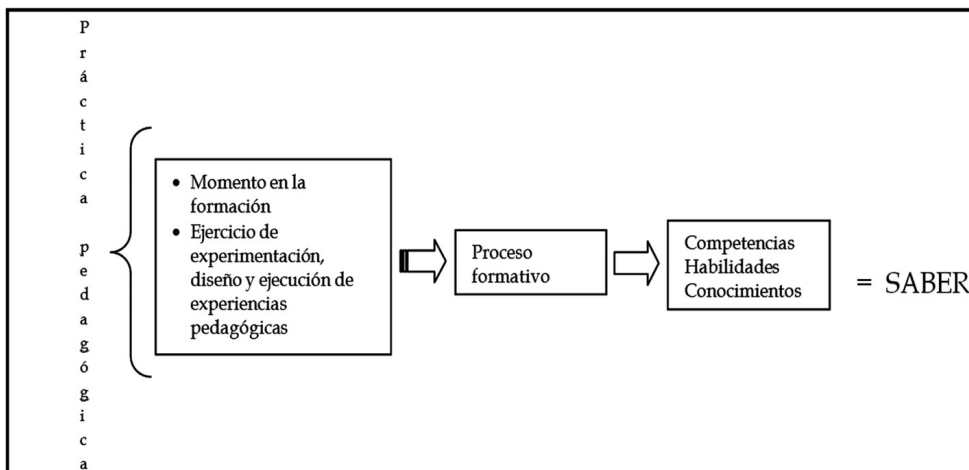 Práctica pedagógica
• Momento en la
formación
• Ejercicio de
experimentación,
diseño y ejecución de
experiencias
pedagógicas
Proceso
formativo
Competencias
Habilidades
Conocimientos
= SABER